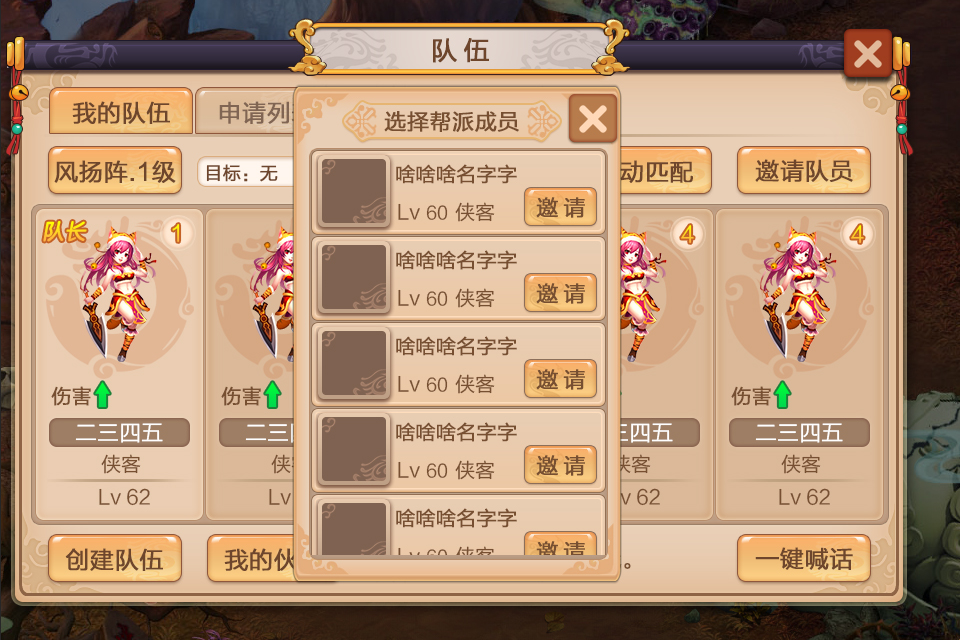 队伍
我的队伍
申请列
选择帮派成员
风扬阵.1级
目标：无
动匹配
邀请队员
啥啥啥名字字
Lv 60 侠客
邀请
啥啥啥名字字
Lv 60 侠客
邀请
啥啥啥名字字
Lv 60 侠客
邀请
啥啥啥名字字
Lv 60 侠客
邀请
啥啥啥名字字
Lv 60 侠客
邀请
队长
1
伤害
二三四五
侠客
Lv 62
伤害
二三
侠
Lv
4
三四五
侠客
v 62
4
伤害
二三四五
侠客
Lv 62
创建队伍
我的伙
。
一键喊话